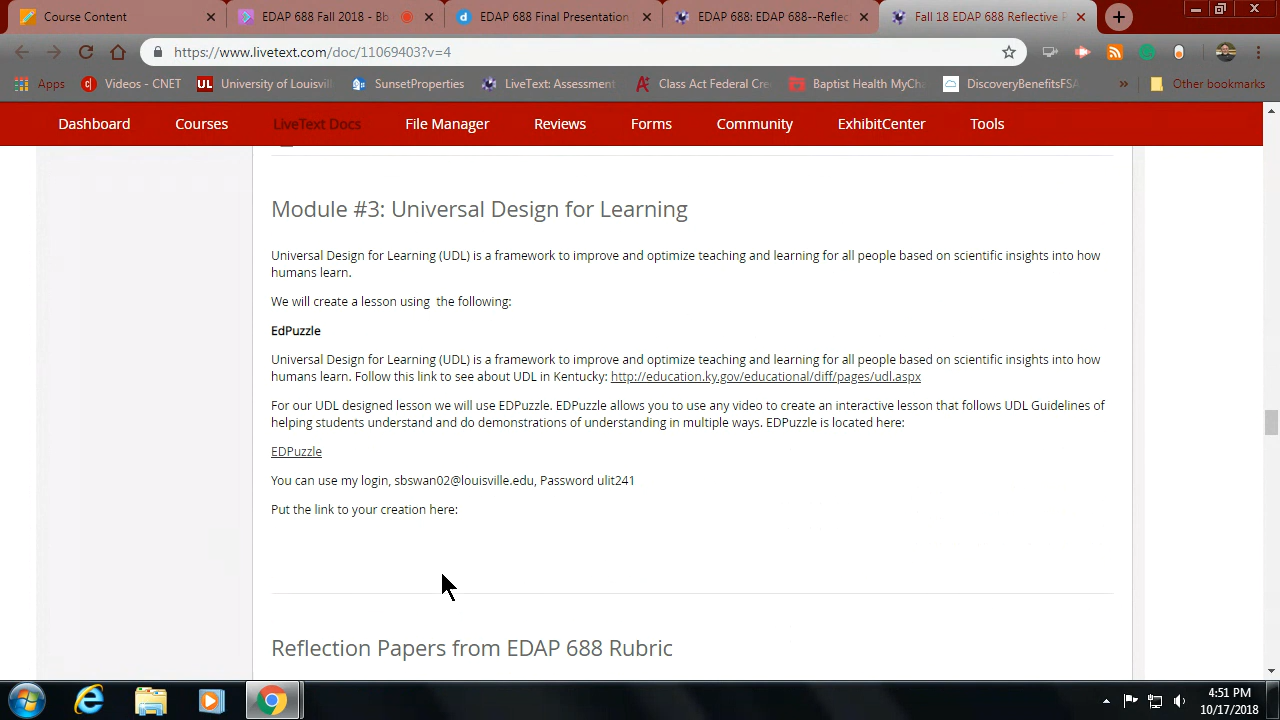 Course Content
EDAP 688 Fall 2018 - Bb
EDAP 688 Final Presentation
EDAP 688: EDAP 688--Reflec
Fall 18 EDAP 688 Reflective P
https://www.livetext.com/doc/11069403?v=4
Apps
Videos - CNET
University of Louisvil
SunsetProperties
LiveText: Assessment
Class Act Federal Cre
Baptist Health MyCha
DiscoveryBenefitsFSA
Other bookmarks
Dashboard
Courses
LiveText Docs
File Manager
Reviews
Forms
Community
ExhibitCenter
Tools
Module #3: Universal Design for Learning
Universal Design for Learning (UDL) is a framework to improve and optimize teaching and learning for all people based on scientific insights into how
humans learn.
We will create a lesson using the following:
EdPuzzle
Universal Design for Learning (UDL) is a framework to improve and optimize teaching and learning for all people based on scientific insights into how
humans learn. Follow this link to see about UDL in Kentucky: http://education.ky.gov/educational/diff/pages/udl.aspx
For our UDL designed lesson we will use EDPuzzle. EDPuzzle allows you to use any video to create an interactive lesson that follows UDL Guidelines of
helping students understand and do demonstrations of understanding in multiple ways. EDPuzzle is located here:
EDPuzzle
You can use my login, sbswan02@louisville.edu, Password ulit241
Put the link to your creation here:
Reflection Papers from EDAP 688 Rubric
4:51 PM
10/17/2018